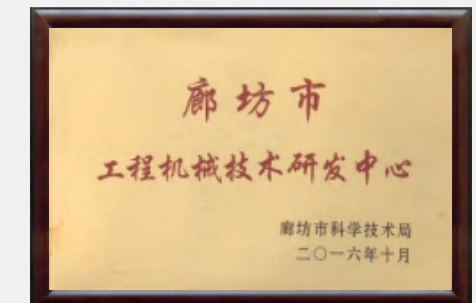 廊坊市
工程机械技术研发中心
廊坊市科学技术局
二〇一六年十月